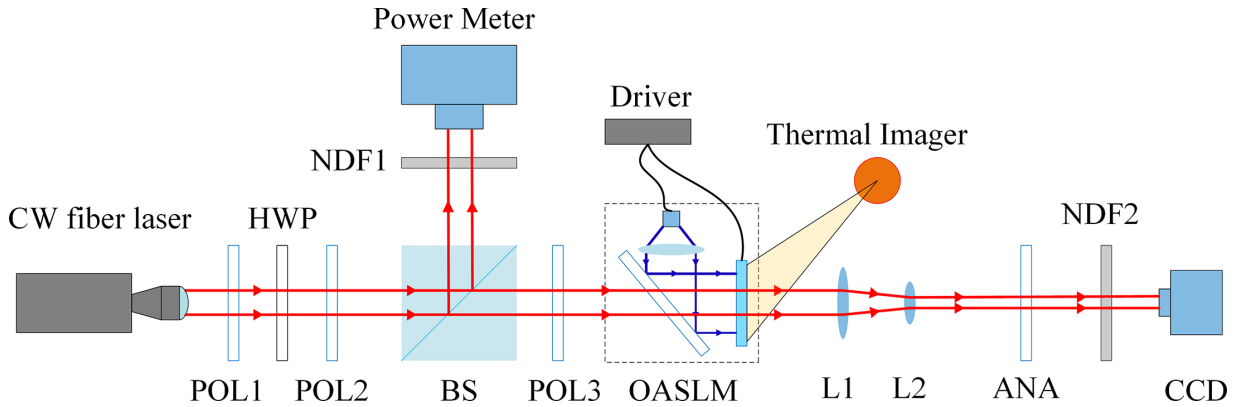 Power Meter
Driver
Thermal Imager
NDF1
CW fiber laser
HWP
NDF2
POL1
POL2
BS
POL3
OASLM
L1
L2
ANA
CCD